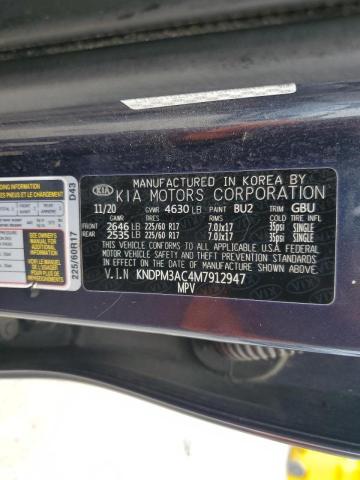 MANUFACTURED IN KOREA BY
KIA KIA MOTORS CORPORATION
11/20 GVWR 4630 LB PAINT BU2 TRIM GBU
GAWR TIRES RIMS COLD TIRE INFL
FRONT 2646 LB 225/60 R17 7.0Jx17 35psi SINGLE
REAR 2535 LB 225/60 R17 7.0Jx17 35psi SINGLE
THIS VEHICLE CONFORMS TO ALL APPLICABLE U.S.A. FEDERAL
MOTOR VEHICLE SAFETY, BUMPER,
AND THEFT PREVENTION STANDARDS IN EFFECT ON THE DATE
OF MANUFACTURE SHOWN ABOVE.
V.I.N KNDPM3AC4M7912947
MPV
D43
225/60R17
SEE OWNER'S
MANUAL FOR
ADDITIONAL
INFORMATION